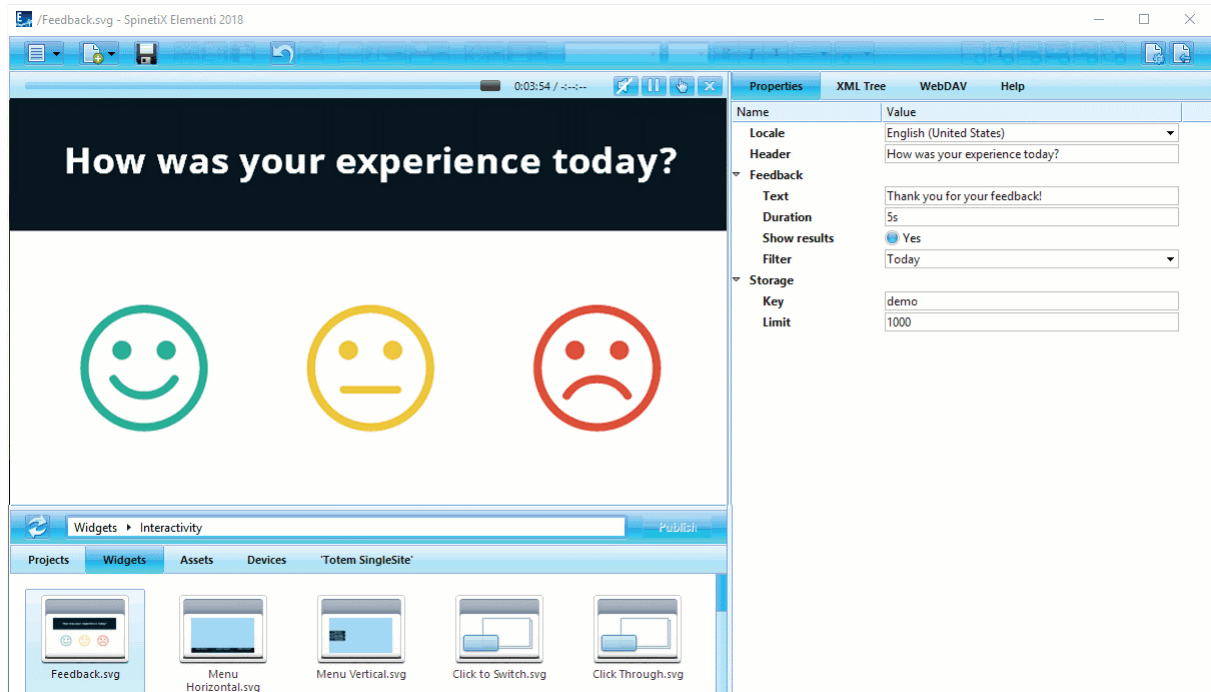 /Feedback.svg - SpinetiX Elementi 2018
0:03:54 / -:--:--
How was your experience today?
Properties XML Tree WebDAV Help
Name Value
Locale English (United States)
Header How was your experience today?
Feedback
Text Thank you for your feedback!
Duration 5s
Show results Yes
Filter Today
Storage
Key demo
Limit 1000
Widgets Interactivity
Publish
Projects Widgets Assets Devices 'Totem SingleSite'
Feedback.svg
Menu
Horizontal.svg
Menu Vertical.svg
Click to Switch.svg
Click Through.svg